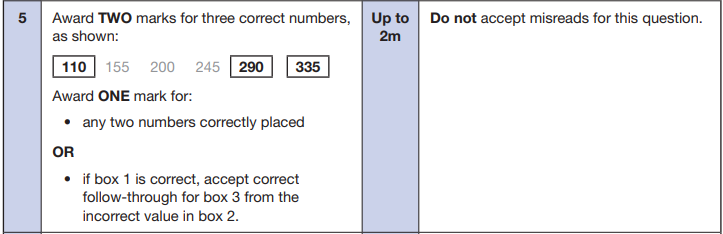 5
Award TWO marks for three correct numbers,
as shown:
110 155 200 245 290 335
Award ONE mark for:
• any two numbers correctly placed
OR
• if box 1 is correct, accept correct
follow-through for box 3 from the
incorrect value in box 2.
Up to
2m
Do not accept misreads for this question.